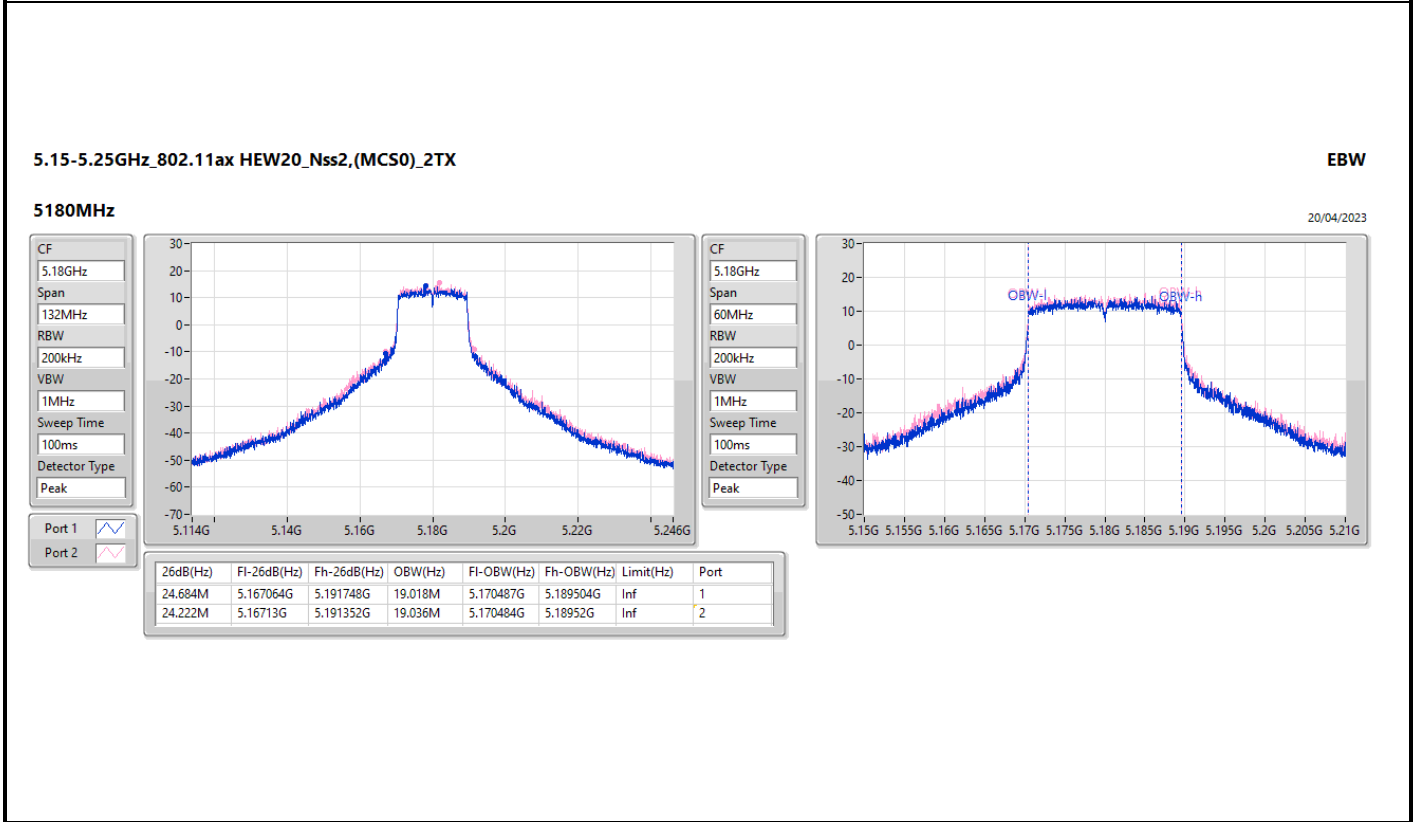 5.15-5.25GHz_802.11ax HEW20_Nss2,(MCS0)_2TX
EBW
5180MHz
20/04/2023
CF
5.18GHz
Span
132MHz
RBW
200kHz
VBW
1MHz
Sweep Time
100ms
Detector Type
Peak
Port 1
Port 2
30
20
10
0
-10
-20
-30
-40
-50
-60
-70
5.114G 5.14G 5.16G 5.18G 5.2G 5.22G 5.246G
CF
5.18GHz
Span
60MHz
RBW
200kHz
VBW
1MHz
Sweep Time
100ms
Detector Type
Peak
30
20
10
0
-10
-20
-30
-40
-50
OBW-l OBW-h
5.15G 5.155G 5.16G 5.165G 5.17G 5.175G 5.18G 5.185G 5.19G 5.195G 5.2G 5.205G 5.21G
26dB(Hz) Fl-26dB(Hz) Fh-26dB(Hz) OBW(Hz) Fl-OBW(Hz) Fh-OBW(Hz) Limit(Hz) Port
24.684M 5.167064G 5.191748G 19.018M 5.170487G 5.189504G Inf 1
24.222M 5.16713G 5.191352G 19.036M 5.170484G 5.18952G Inf 2